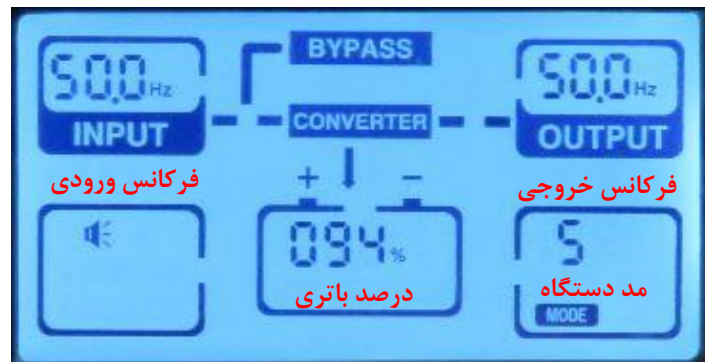 BYPASS
50.0 Hz
50.0 Hz
INPUT
CONVERTER
OUTPUT
فرکانس ورودی
فرکانس خروجی
+ -
094 %
S
درصد باتری
مد دستگاه
MODE